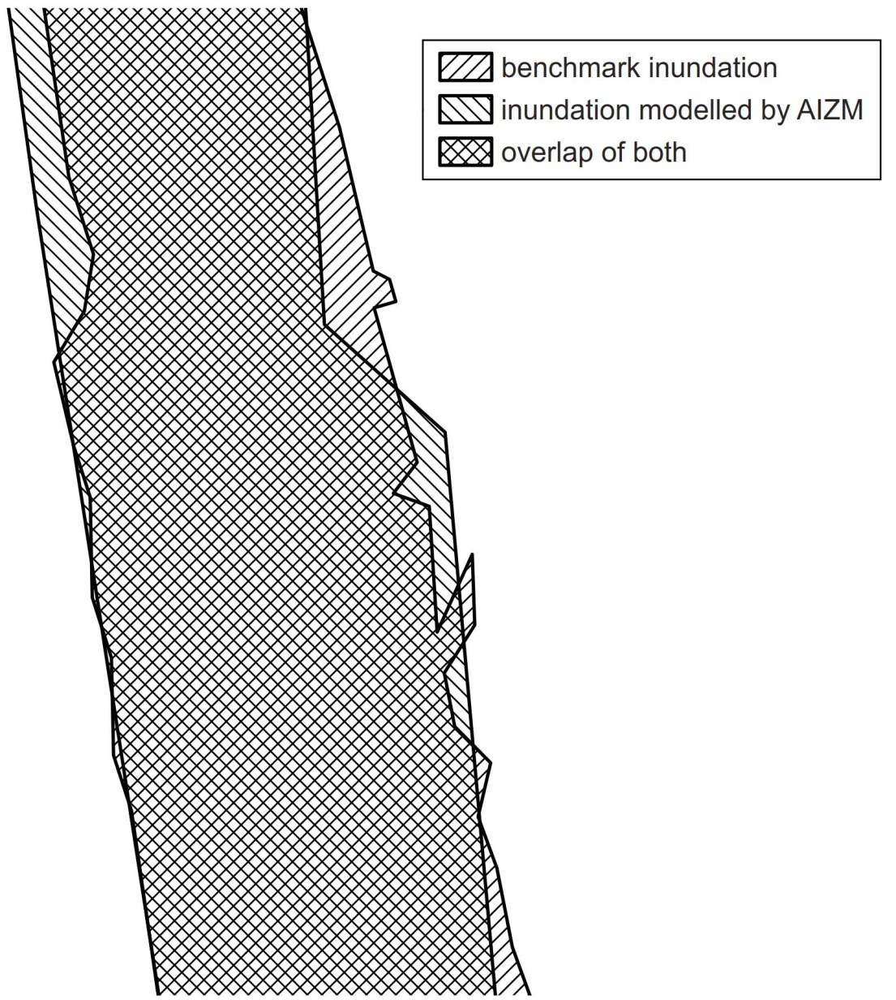 benchmark inundation
inundation modelled by AIZM
overlap of both